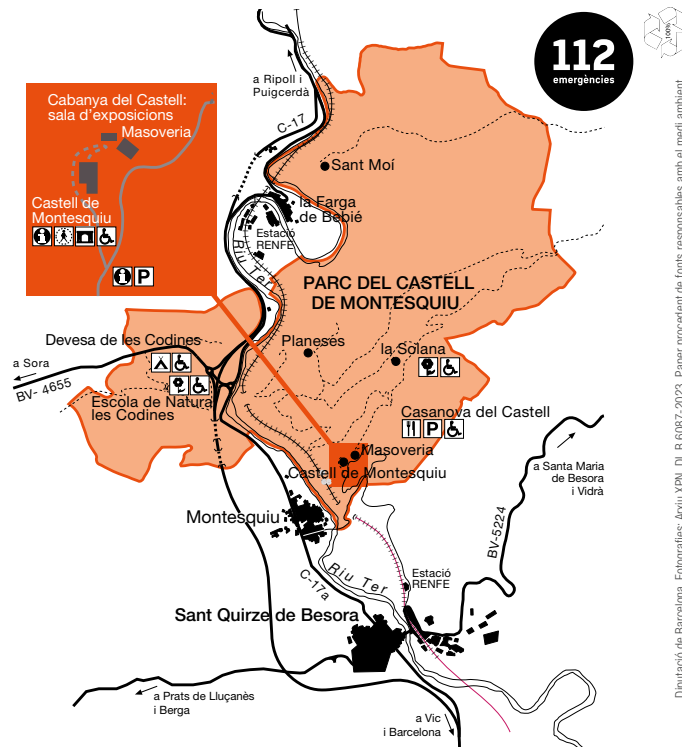 112
emergències
100%
a Ripoll i
Puigcerdà
C-17
Cabanya del Castell:
sala d'exposicions
Masoveria
Castell de
Montesquiu
P
Sant Moí
la Farga
de Bebié
Estació
RENFE
Riu Ter
PARC DEL CASTELL
DE MONTESQUIU
Devesa de les Codines
a Sora
BV- 4655
Escola de Natura
les Codines
Planeses
la Solana
Casanova del Castell
P
Masoveria
Castell de Montesquiu
a Santa Maria
de Besora
i Vidrà
BV-5224
Montesquiu
C-17a
Riu Ter
Estació
RENFE
Sant Quirze de Besora
a Prats de Lluçanès
i Berga
a Vic
i Barcelona
Diputació de Barcelona. Fotografies: Arxiu XPN. DL B 6087-2023. Paper procedent de fonts responsables amb el medi ambient